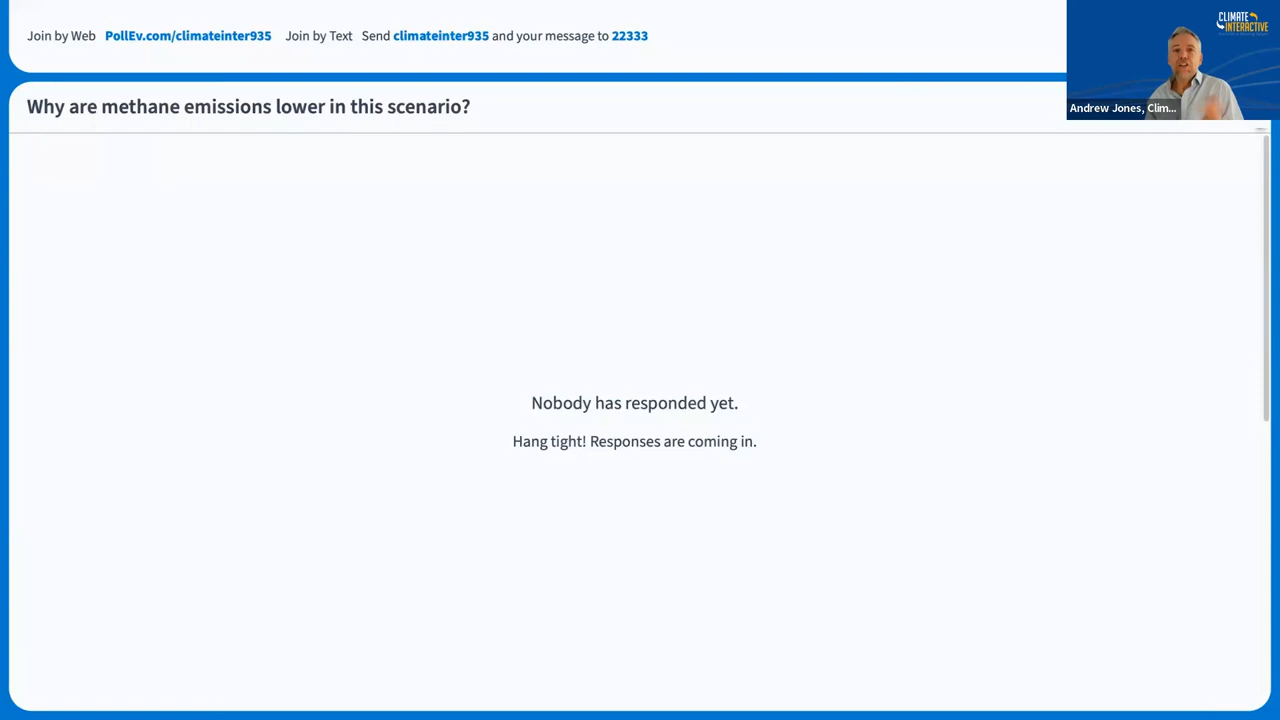 Join by Web PollEv.com/climateinter935 Join by Text Send climateinter935 and your message to 22333
CLIMATE
INTERACTIVE
Andrew Jones, Clim...
Why are methane emissions lower in this scenario?
Nobody has responded yet.
Hang tight! Responses are coming in.